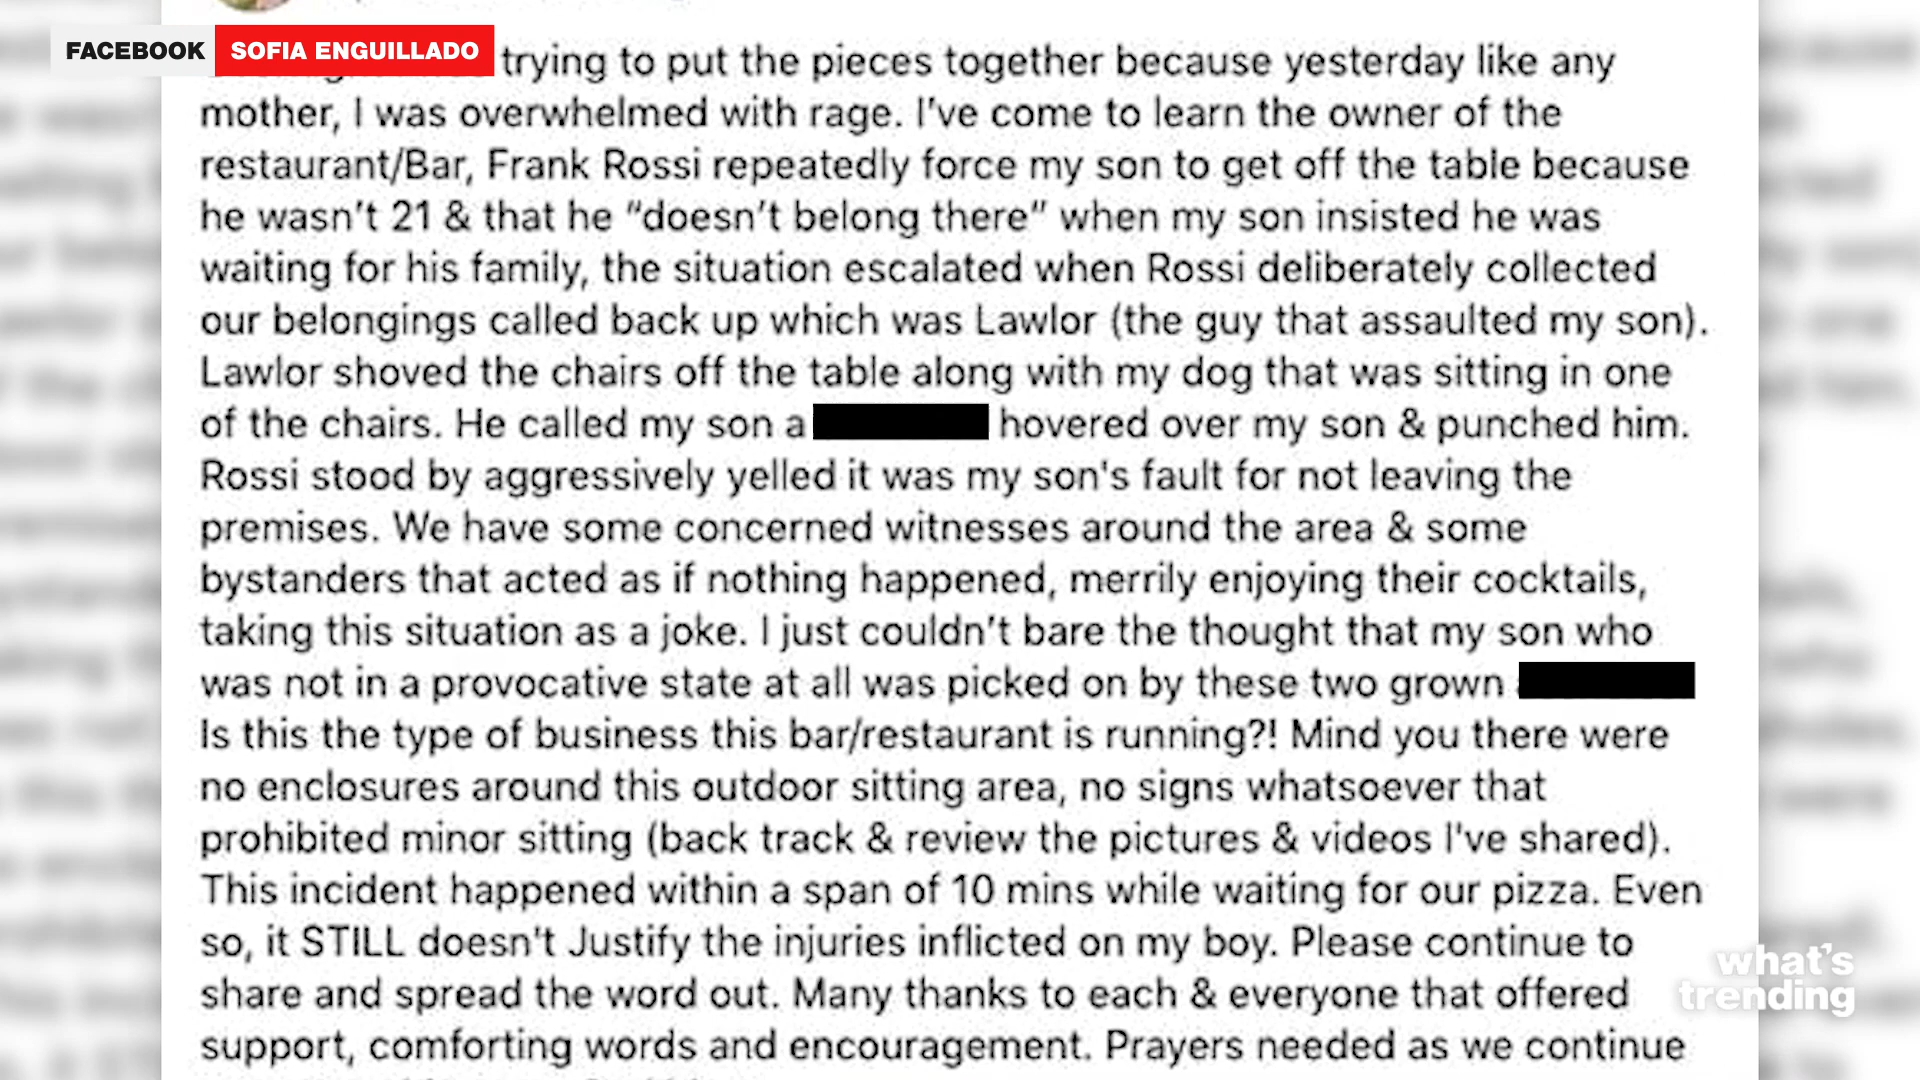 FACEBOOK SOFIA ENGUILLADO
trying to put the pieces together because yesterday like any
mother, I was overwhelmed with rage. I've come to learn the owner of the
restaurant/Bar, Frank Rossi repeatedly force my son to get off the table because
he wasn't 21 & that he “doesn't belong there” when my son insisted he was
waiting for his family, the situation escalated when Rossi deliberately collected
our belongings called back up which was Lawlor (the guy that assaulted my son).
Lawlor shoved the chairs off the table along with my dog that was sitting in one
of the chairs. He called my son a hovered over my son & punched him.
Rossi stood by aggressively yelled it was my son's fault for not leaving the
premises. We have some concerned witnesses around the area & some
bystanders that acted as if nothing happened, merrily enjoying their cocktails,
taking this situation as a joke. I just couldn't bare the thought that my son who
was not in a provocative state at all was picked on by these two grown
Is this the type of business this bar/restaurant is running?! Mind you there were
no enclosures around this outdoor sitting area, no signs whatsoever that
prohibited minor sitting (back track & review the pictures & videos I've shared).
This incident happened within a span of 10 mins while waiting for our pizza. Even
so, it STILL doesn't Justify the injuries inflicted on my boy. Please continue to
share and spread the word out. Many thanks to each & everyone that offered
support, comforting words and encouragement. Prayers needed as we continue
what's
trending